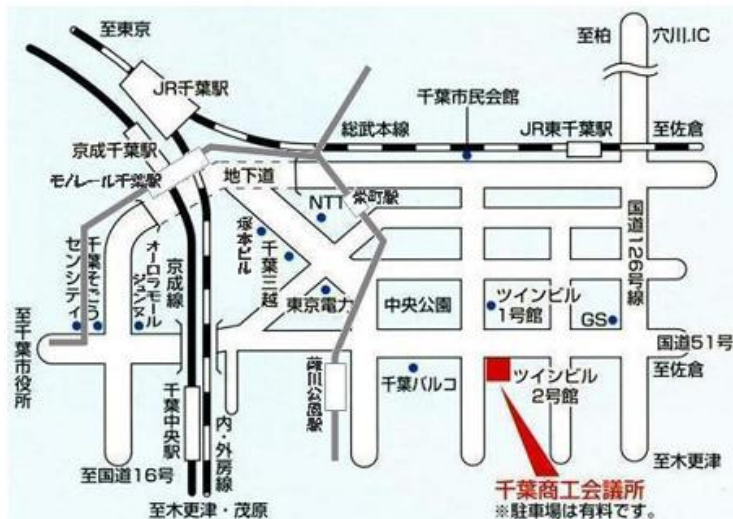 至東京
至柏
穴川.IC
JR千葉駅
千葉市民会館
総武本線
JR東千葉駅
至佐倉
京成千葉駅
モノレール千葉駅
地下道
NTT
栄町駅
国道126号線
塚本ビル
千葉三越
東京電力
中央公園
ツインビル
1号館
GS
センシティ
千葉そごう
オーロラモール
ジュンヌ
京成線
至千葉市役所
国道51号
至佐倉
葭川公園駅
千葉パルコ
ツインビル
2号館
千葉中央駅
内・外房線
至国道16号
至木更津・茂原
至木更津
千葉商工会議所
※駐車場は有料です。